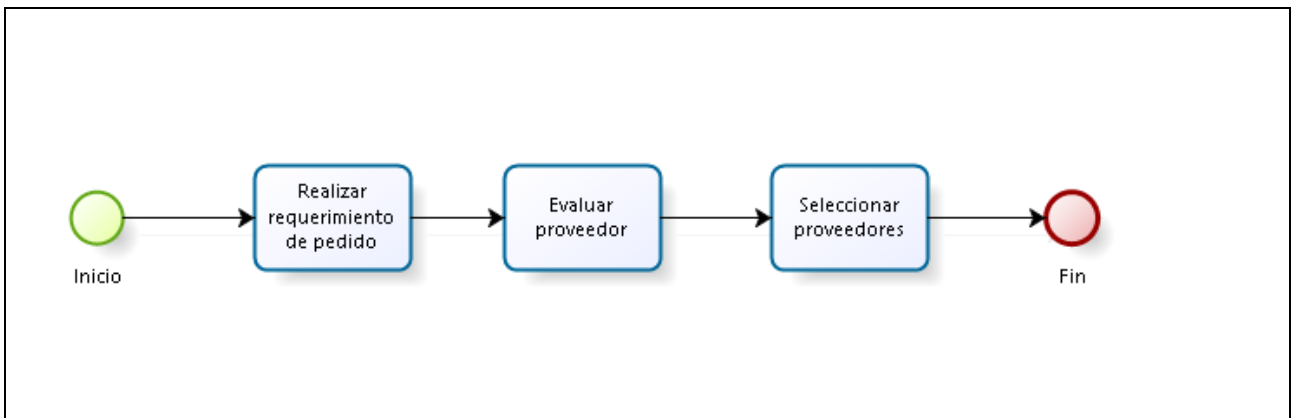 Inicio
Realizar
requerimiento
de pedido
Evaluar
proveedor
Seleccionar
proveedores
Fin